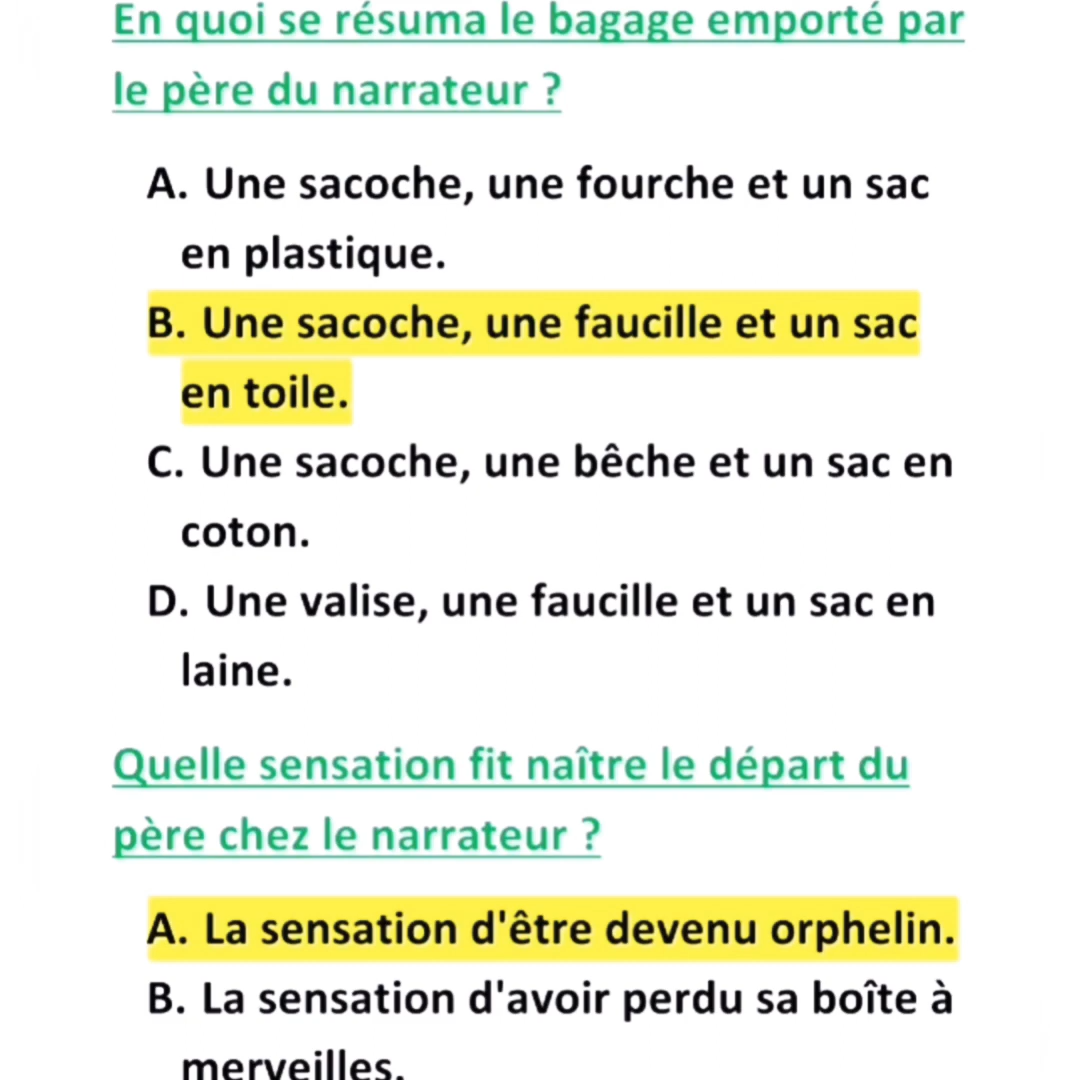 En quoi se résuma le bagage emporté par
le père du narrateur ?
A. Une sacoche, une fourche et un sac
en plastique.
B. Une sacoche, une faucille et un sac
en toile.
C. Une sacoche, une bêche et un sac en
coton.
D. Une valise, une faucille et un sac en
laine.
Quelle sensation fit naître le départ du
père chez le narrateur ?
A. La sensation d'être devenu orphelin.
B. La sensation d'avoir perdu sa boîte à
merveilles.